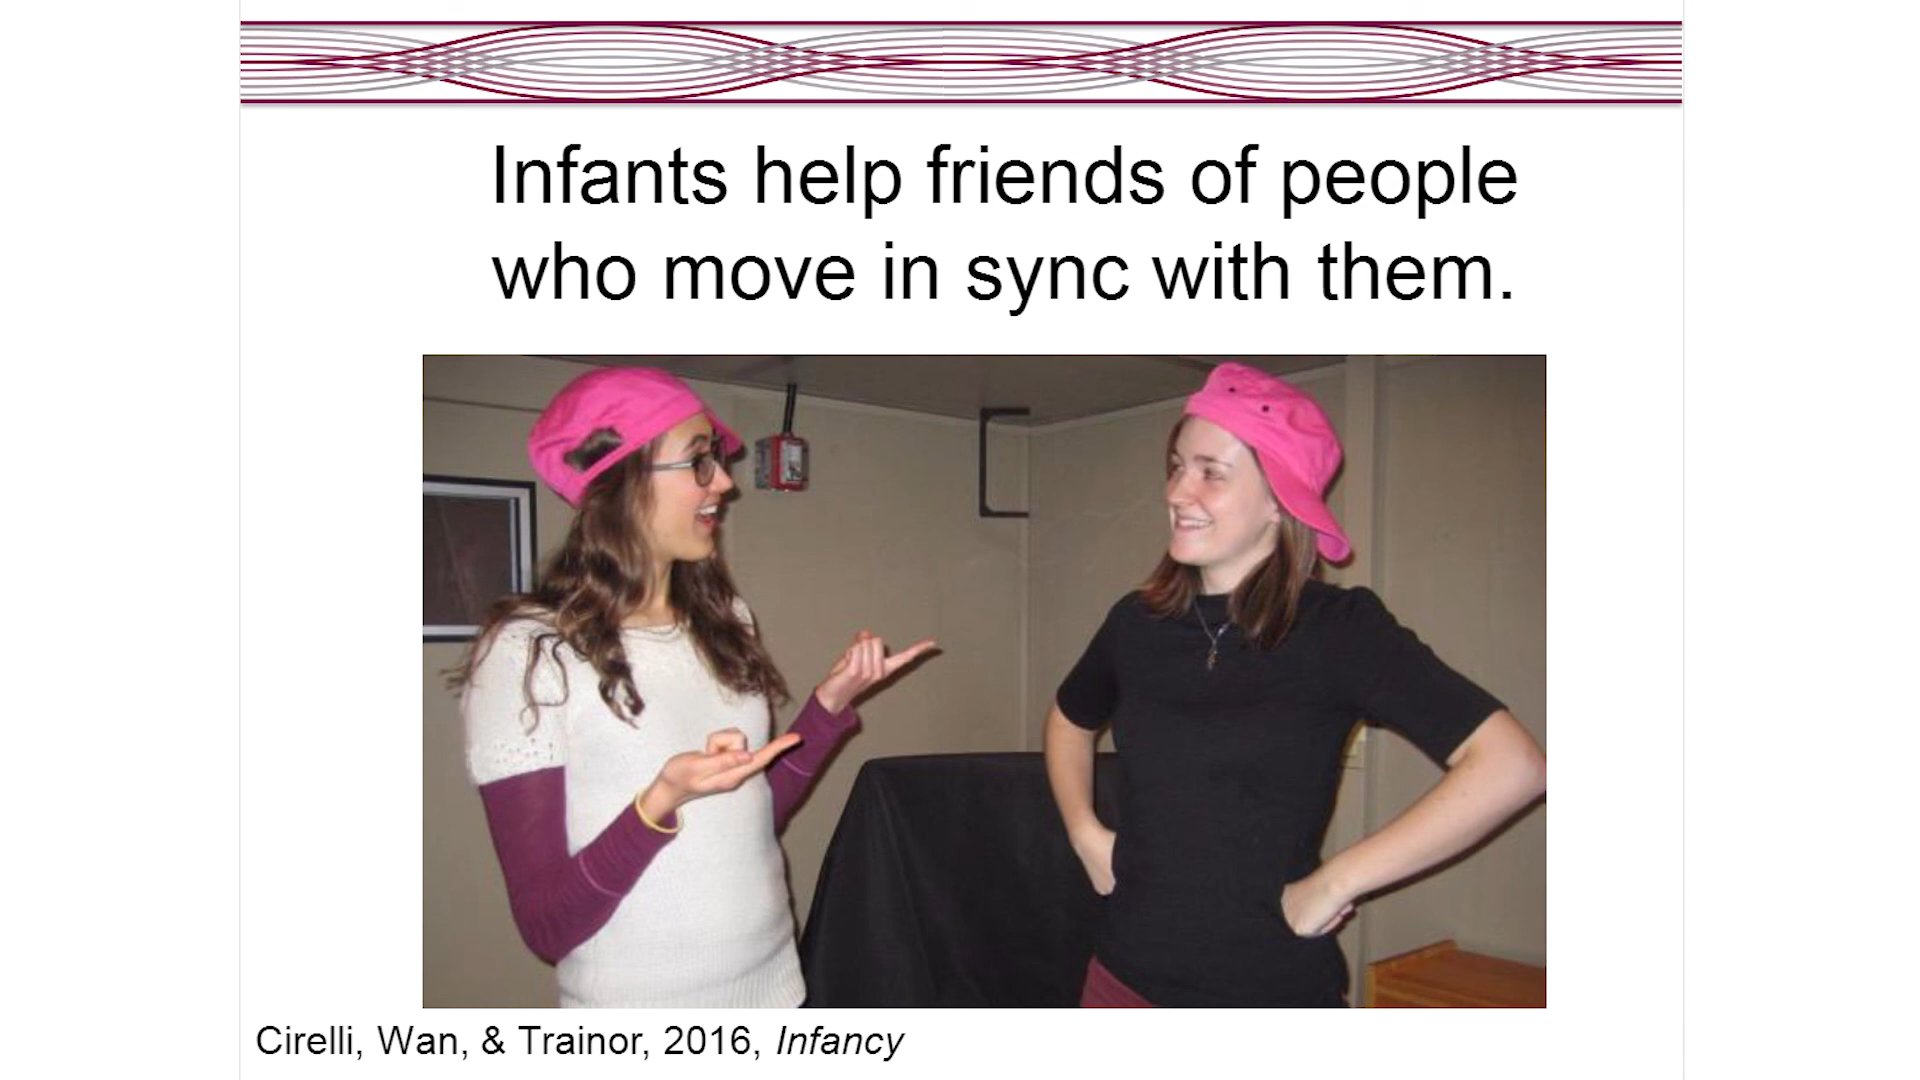 Infants help friends of people
who move in sync with them.
Cirelli, Wan, & Trainor, 2016, Infancy